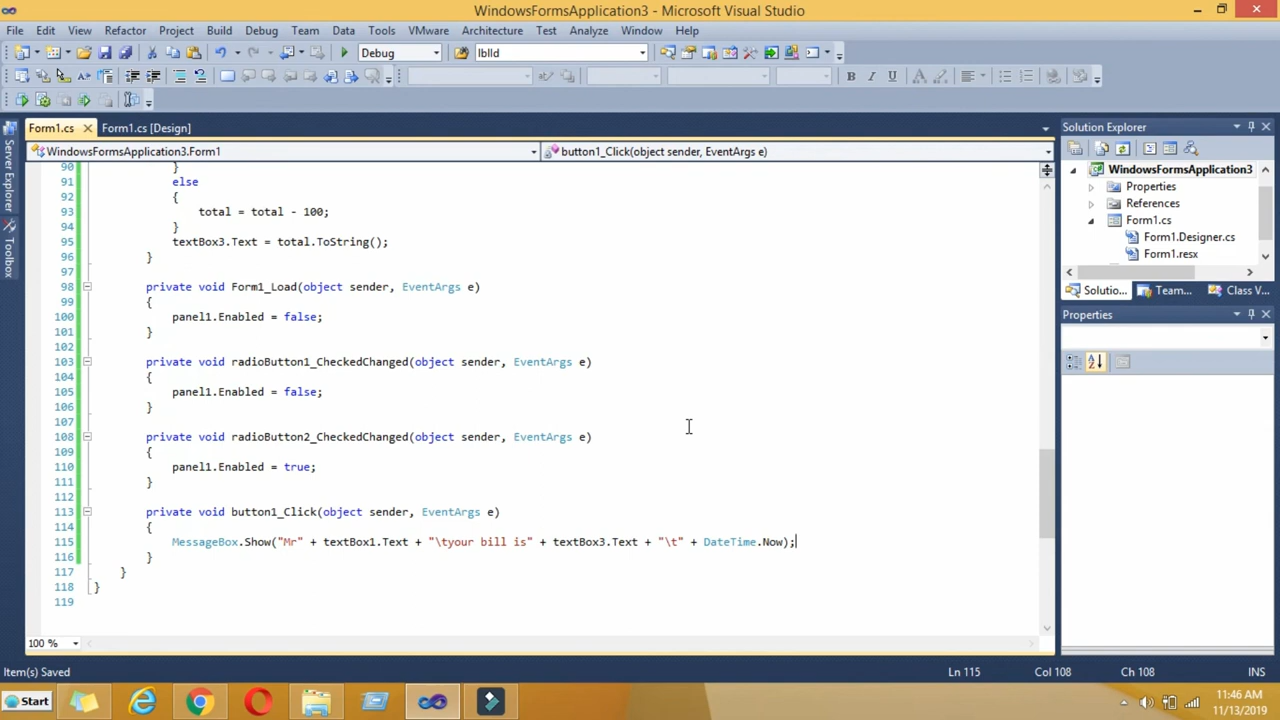 WindowsFormsApplication3 - Microsoft Visual Studio
File Edit View Refactor Project Build Debug Team Data Tools VMware Architecture Test Analyze Window Help
Debug lblId
Form1.cs Form1.cs [Design]
WindowsFormsApplication3.Form1 button1_Click(object sender, EventArgs e)
Server Explorer
Toolbox
90 }
91 else
92 {
93 total = total - 100;
94 }
95 textBox3.Text = total.ToString();
96 }
97
98 private void Form1_Load(object sender, EventArgs e)
99 {
100 panel1.Enabled = false;
101 }
102
103 private void radioButton1_CheckedChanged(object sender, EventArgs e)
104 {
105 panel1.Enabled = false;
106 }
107
108 private void radioButton2_CheckedChanged(object sender, EventArgs e)
109 {
110 panel1.Enabled = true;
111 }
112
113 private void button1_Click(object sender, EventArgs e)
114 {
115 MessageBox.Show("Mr" + textBox1.Text + "\tyour bill is" + textBox3.Text + "\t" + DateTime.Now);
116 }
117 }
118 }
119
100 %
Solution Explorer
WindowsFormsApplication3
Properties
References
Form1.cs
Form1.Designer.cs
Form1.resx
Solutio... Team... Class V...
Properties
Item(s) Saved Ln 115 Col 108 Ch 108 INS
Start
11:46 AM
11/13/2019